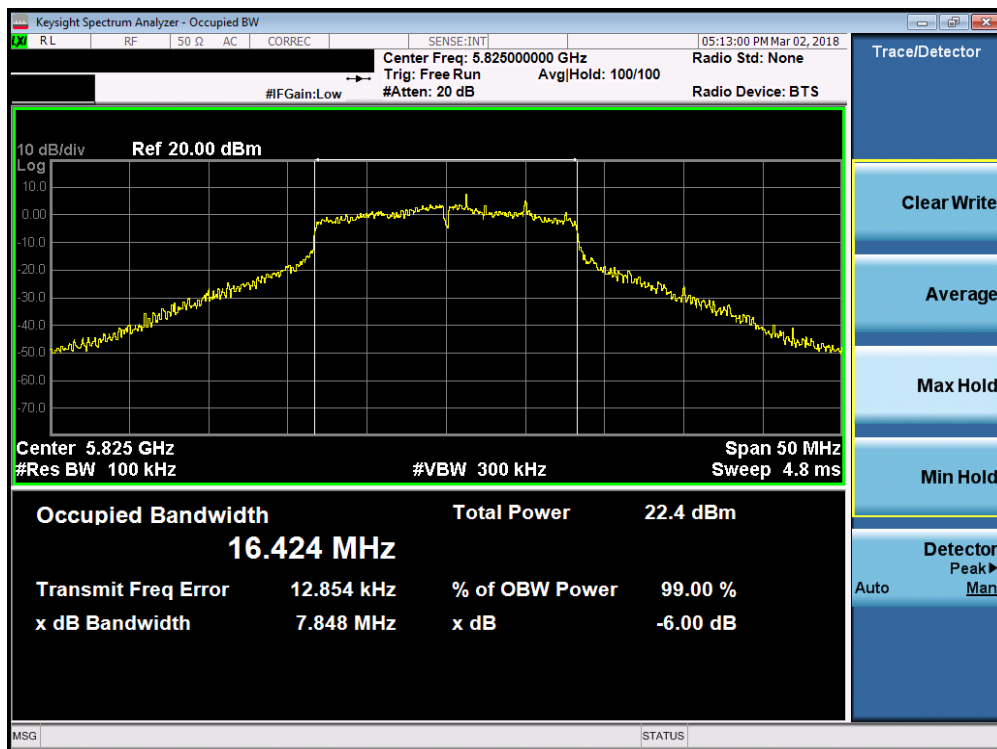 Keysight Spectrum Analyzer - Occupied BW
LXI RL RF 50 Ω AC CORREC SENSE:INT 05:13:00 PM Mar 02, 2018
Center Freq: 5.825000000 GHz Radio Std: None
Trig: Free Run Avg|Hold: 100/100
#IFGain:Low #Atten: 20 dB Radio Device: BTS
10 dB/div Ref 20.00 dBm
Log
10.0
0.00
-10.0
-20.0
-30.0
-40.0
-50.0
-60.0
-70.0
Center 5.825 GHz Span 50 MHz
#Res BW 100 kHz #VBW 300 kHz Sweep 4.8 ms
Occupied Bandwidth Total Power 22.4 dBm
16.424 MHz
Transmit Freq Error 12.854 kHz % of OBW Power 99.00 %
x dB Bandwidth 7.848 MHz x dB -6.00 dB
MSG STATUS
Trace/Detector
Clear Write
Average
Max Hold
Min Hold
Detector
Peak▶
Auto Man